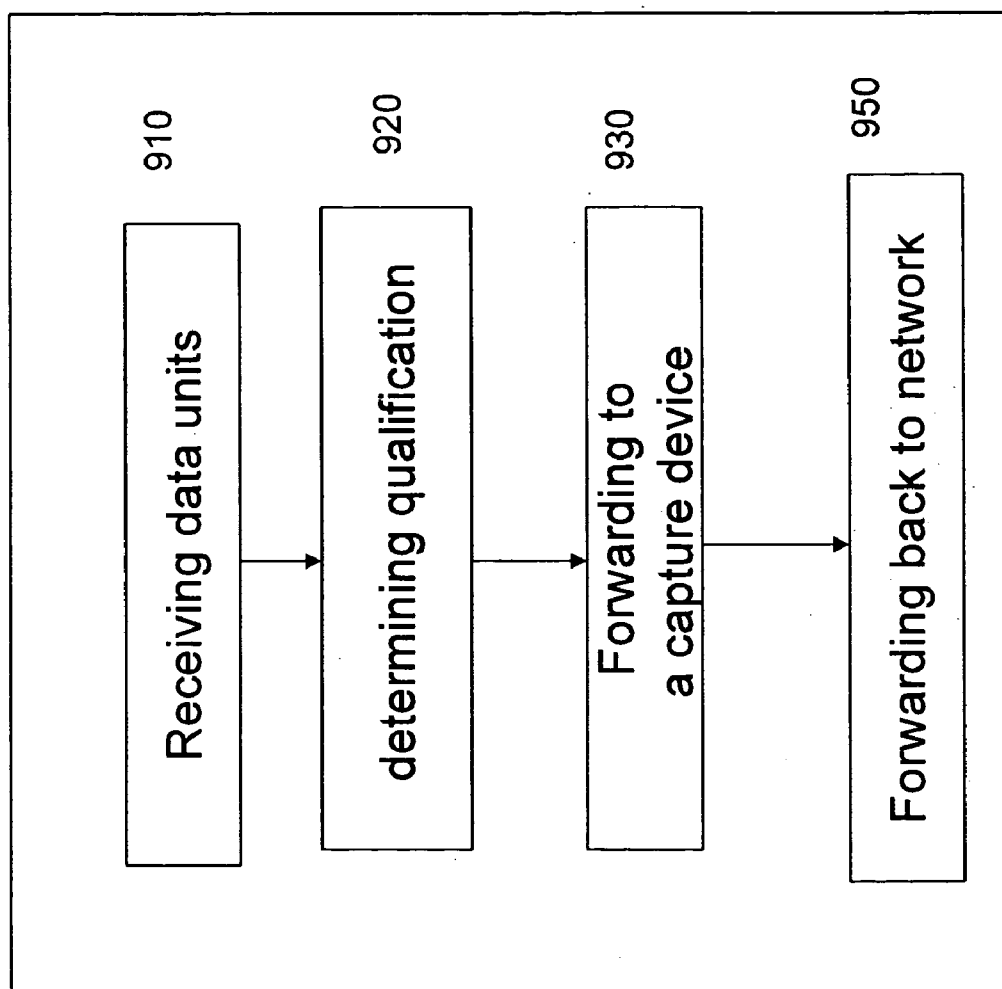 Receiving data units
910
determining qualification
920
Forwarding to
a capture device
930
Forwarding back to network
950